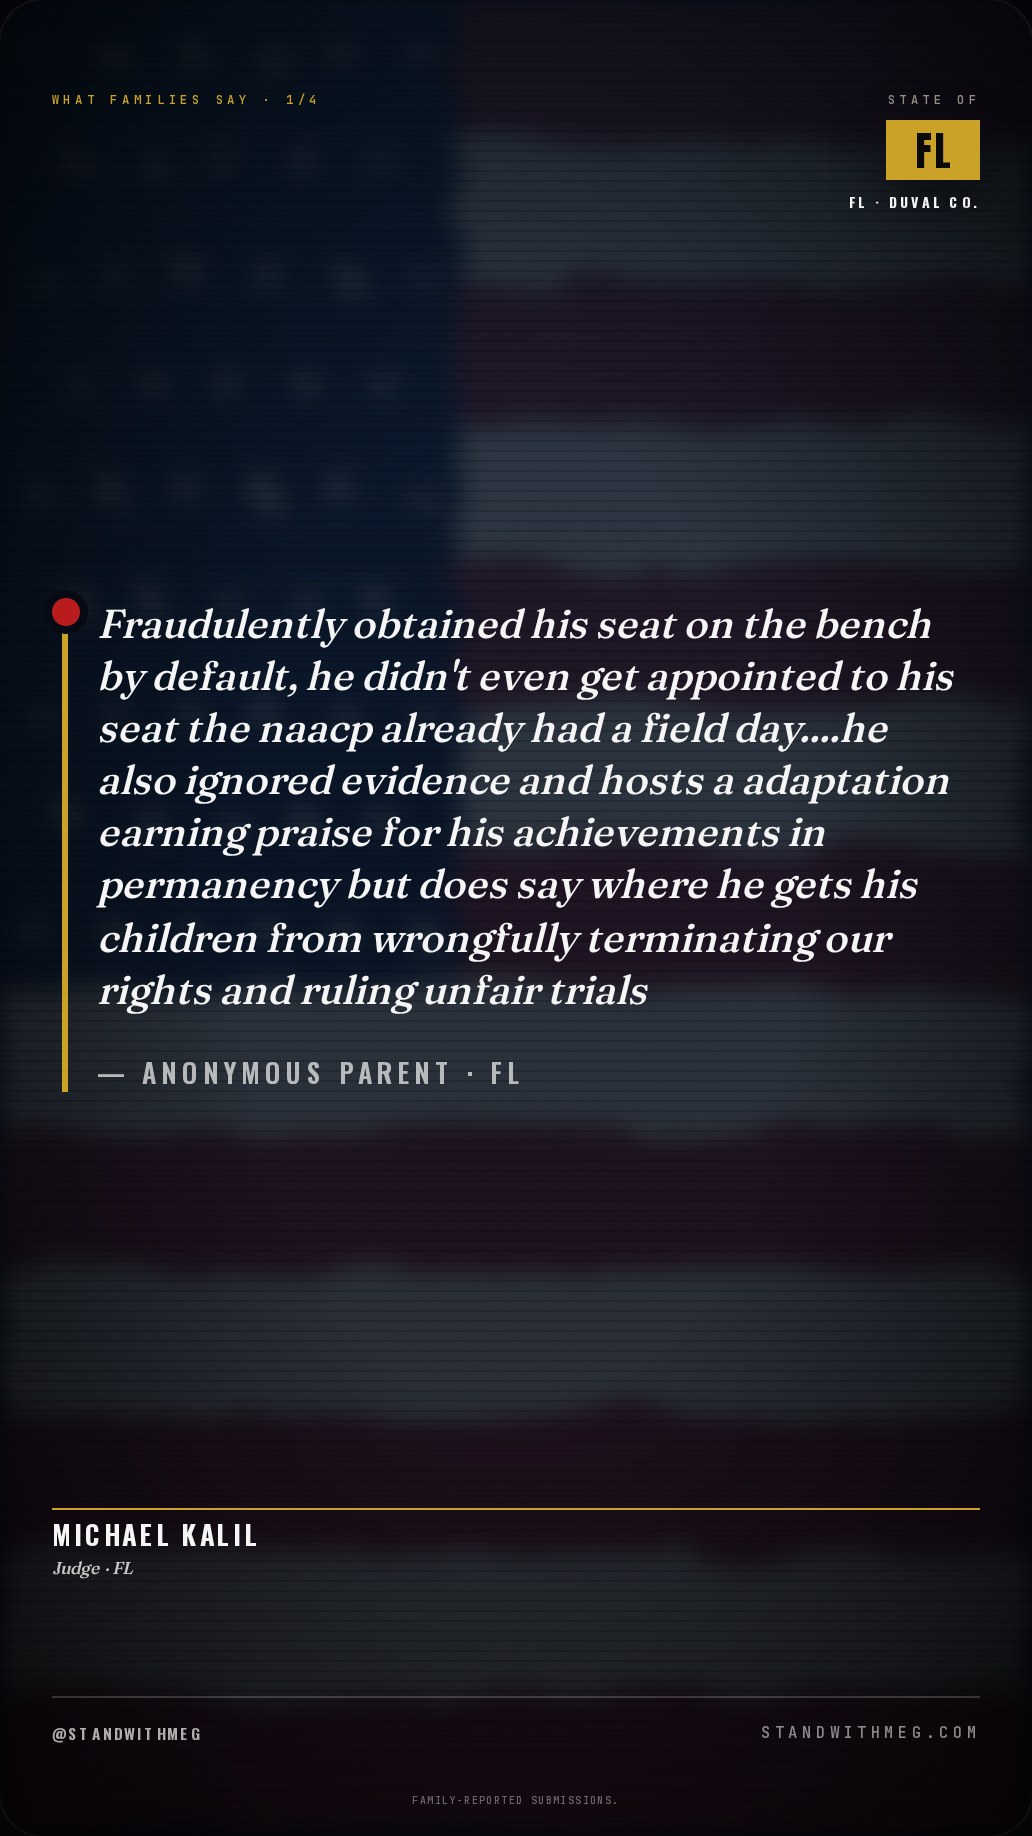 WHAT FAMILIES SAY · 1/4
STATE OF
FL
FL · DUVAL CO.
Fraudulently obtained his seat on the bench
by default, he didn't even get appointed to his
seat the naacp already had a field day....he
also ignored evidence and hosts a adaptation
earning praise for his achievements in
permanency but does say where he gets his
children from wrongfully terminating our
rights and ruling unfair trials
— ANONYMOUS PARENT · FL
MICHAEL KALIL
Judge · FL
@STANDWITHMEG
STANDWITHMEG.COM
FAMILY-REPORTED SUBMISSIONS.